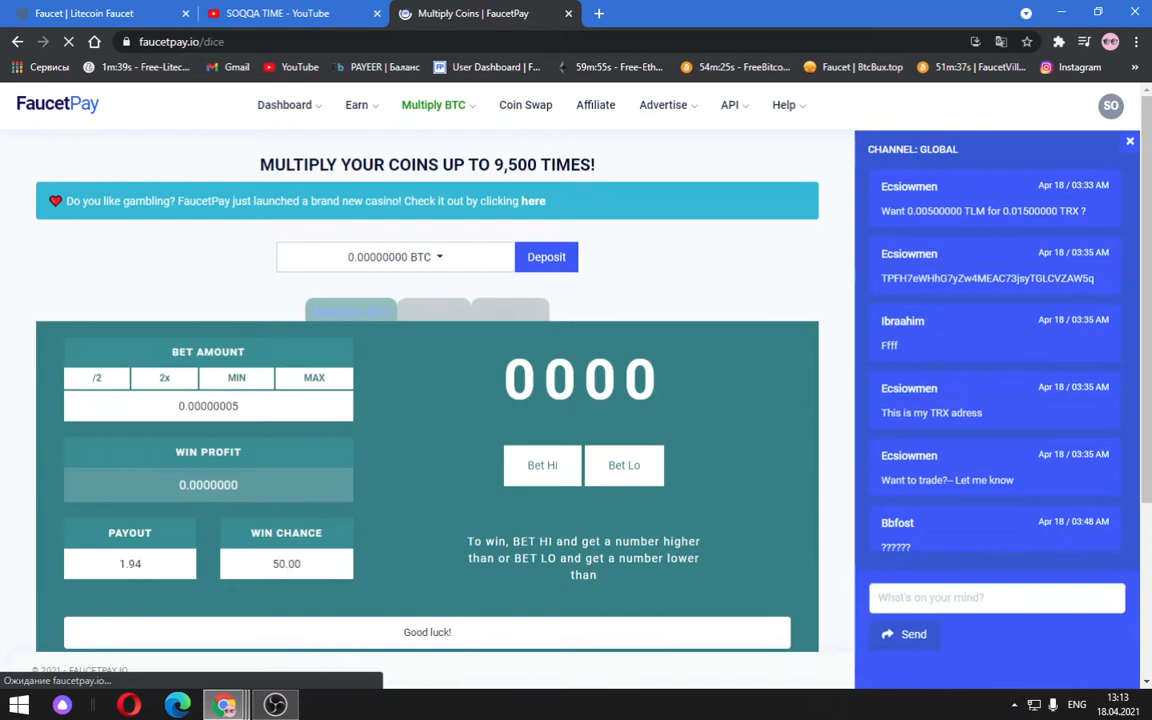 Faucet | Litecoin Faucet
SOQQA TIME - YouTube
Multiply Coins | FaucetPay
faucetpay.io/dice
Сервисы
1m:39s - Free-Litec...
Gmail
YouTube
PAYEER | Баланс
User Dashboard | F...
59m:55s - Free-Eth...
54m:25s - FreeBitco...
Faucet | BtcBux.top
51m:37s | FaucetVill...
Instagram
FaucetPay
Dashboard
Earn
Multiply BTC
Coin Swap
Affiliate
Advertise
API
Help
SO
MULTIPLY YOUR COINS UP TO 9,500 TIMES!
Do you like gambling? FaucetPay just launched a brand new casino! Check it out by clicking here
0.00000000 BTC
Deposit
BET AMOUNT
/2
2x
MIN
MAX
0.00000005
WIN PROFIT
0.0000000
PAYOUT
WIN CHANCE
1.94
50.00
0000
Bet Hi
Bet Lo
To win, BET HI and get a number higher
than or BET LO and get a number lower
than
Good luck!
© 2021 - FAUCETPAY.IO
CHANNEL: GLOBAL
Ecsiowmen
Apr 18 / 03:33 AM
Want 0.00500000 TLM for 0.01500000 TRX ?
Ecsiowmen
Apr 18 / 03:35 AM
TPFH7eWHhG7yZw4MEAC73jsyTGLCVZAW5q
Ibraahim
Apr 18 / 03:35 AM
Ffff
Ecsiowmen
Apr 18 / 03:35 AM
This is my TRX adress
Ecsiowmen
Apr 18 / 03:35 AM
Want to trade?-- Let me know
Bbfost
Apr 18 / 03:48 AM
??????
What's on your mind?
Send
Ожидание faucetpay.io...
ENG
13:13
18.04.2021